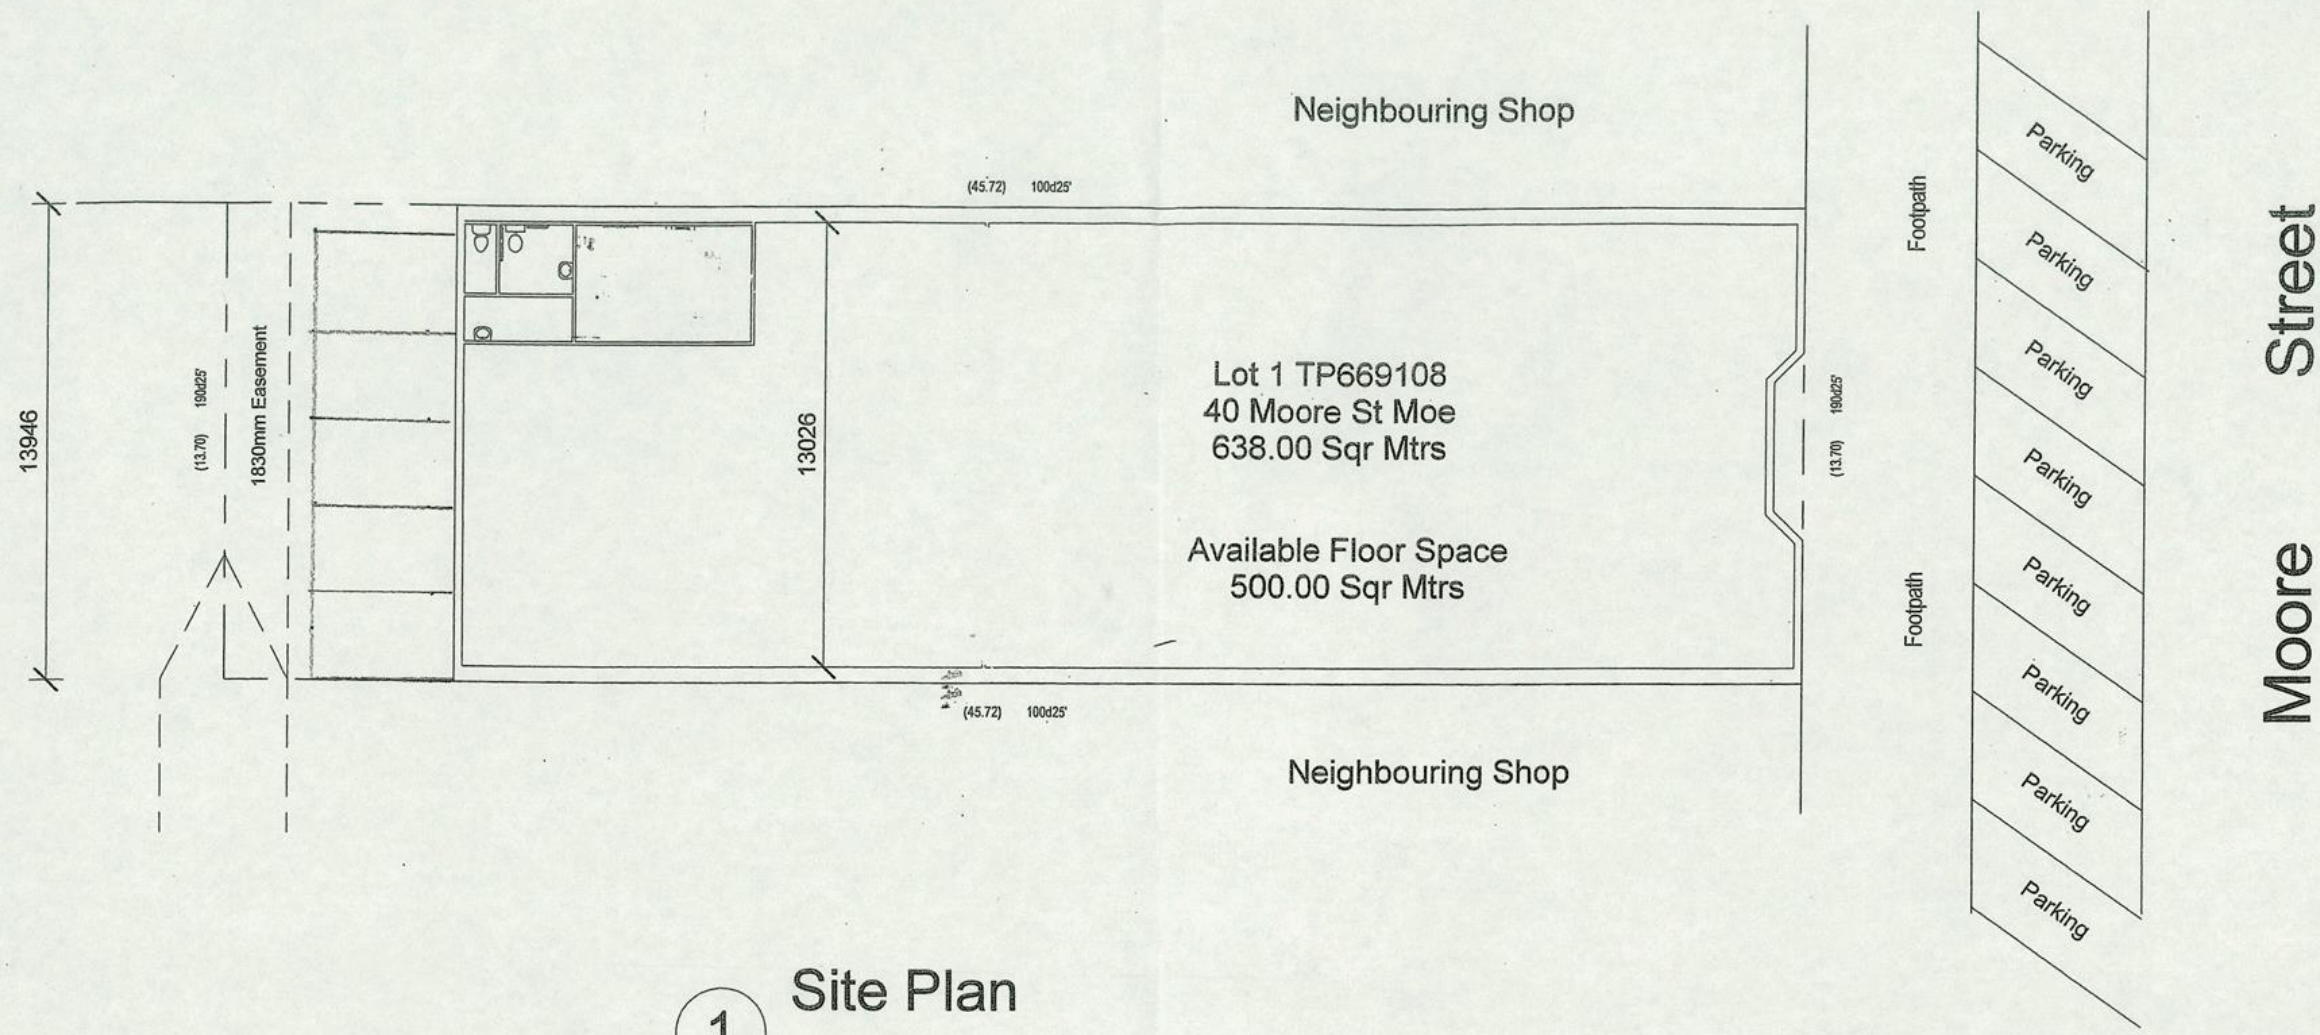 Neighbouring Shop
(45.72) 100d25'
13946
(13.70) 190d25'
1830mm Easement
13026
Lot 1 TP669108
40 Moore St Moe
638.00 Sqr Mtrs
Available Floor Space
500.00 Sqr Mtrs
(13.70) 190d25'
Footpath
Footpath
Parking
Parking
Parking
Parking
Parking
Parking
Parking
Parking
Moore Street
(45.72) 100d25'
Neighbouring Shop
1
Site Plan